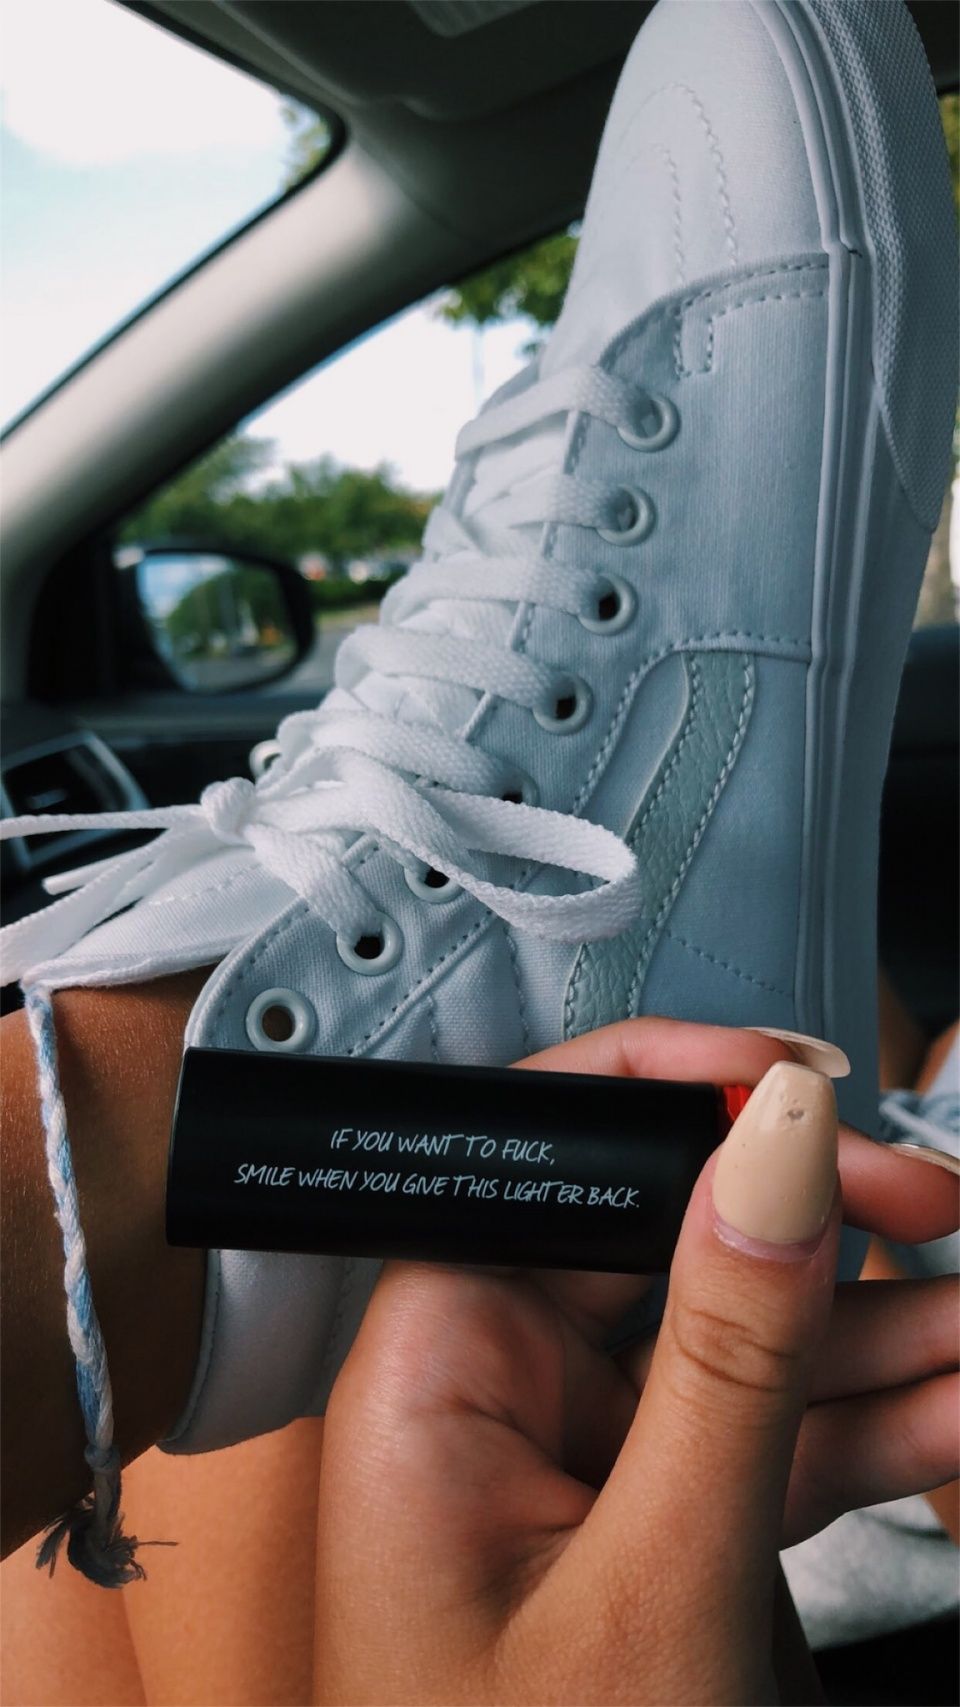 IF YOU WANT TO FUCK,
SMILE WHEN YOU GIVE THIS LIGHTER BACK.